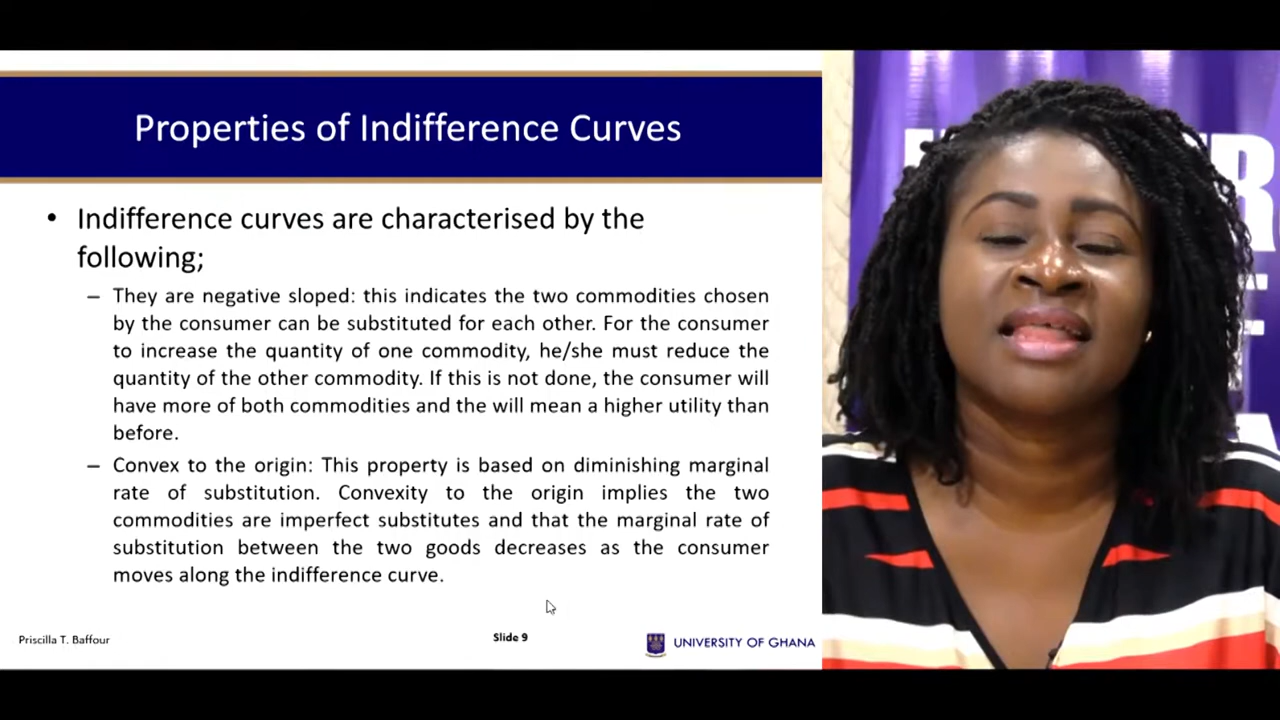 Properties of Indifference Curves
• Indifference curves are characterised by the
following;
– They are negative sloped: this indicates the two commodities chosen
by the consumer can be substituted for each other. For the consumer
to increase the quantity of one commodity, he/she must reduce the
quantity of the other commodity. If this is not done, the consumer will
have more of both commodities and the will mean a higher utility than
before.
– Convex to the origin: This property is based on diminishing marginal
rate of substitution. Convexity to the origin implies the two
commodities are imperfect substitutes and that the marginal rate of
substitution between the two goods decreases as the consumer
moves along the indifference curve.
Priscilla T. Baffour
Slide 9
UNIVERSITY OF GHANA